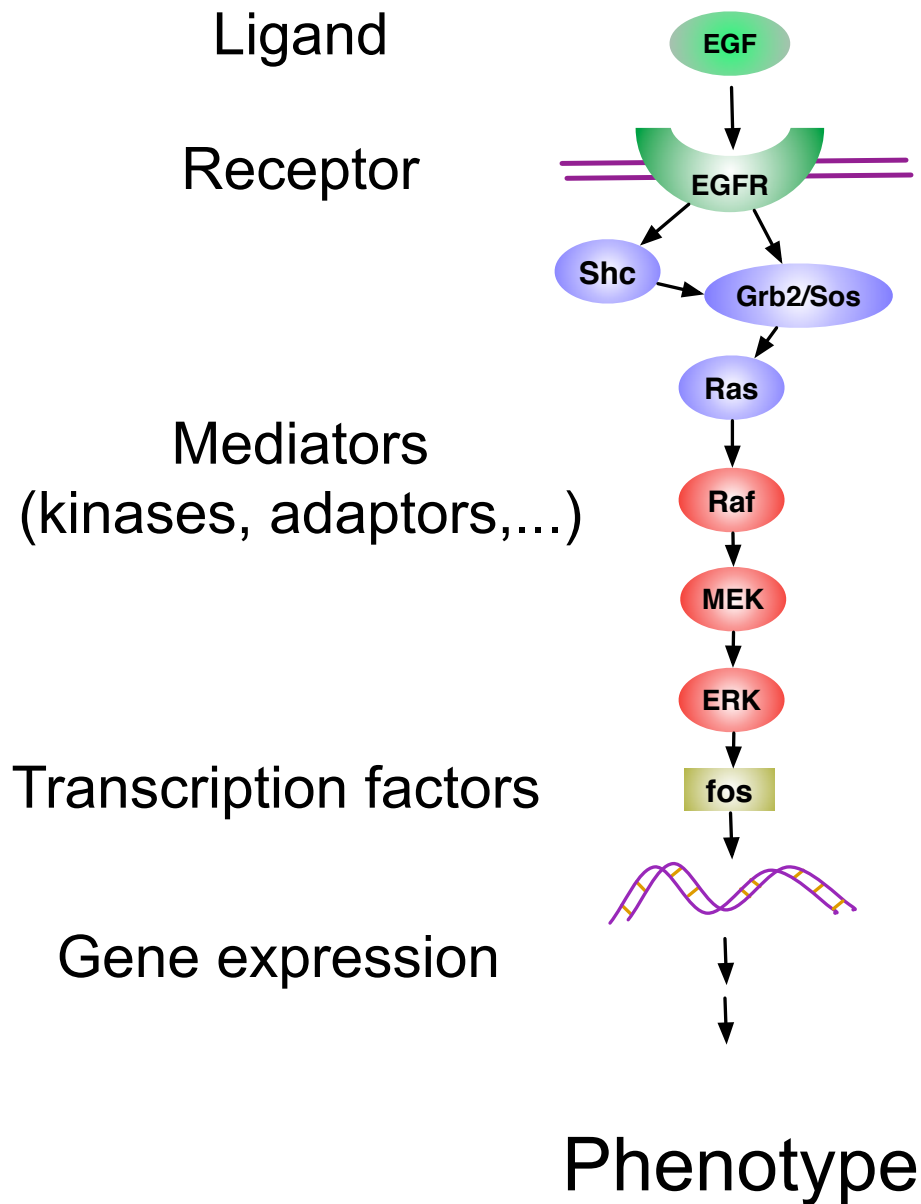 Ligand
EGF
Receptor
EGFR
Shc
Grb2/Sos
Ras
Mediators
(kinases, adaptors,...)
Raf
MEK
ERK
Transcription factors
fos
Gene expression
Phenotype